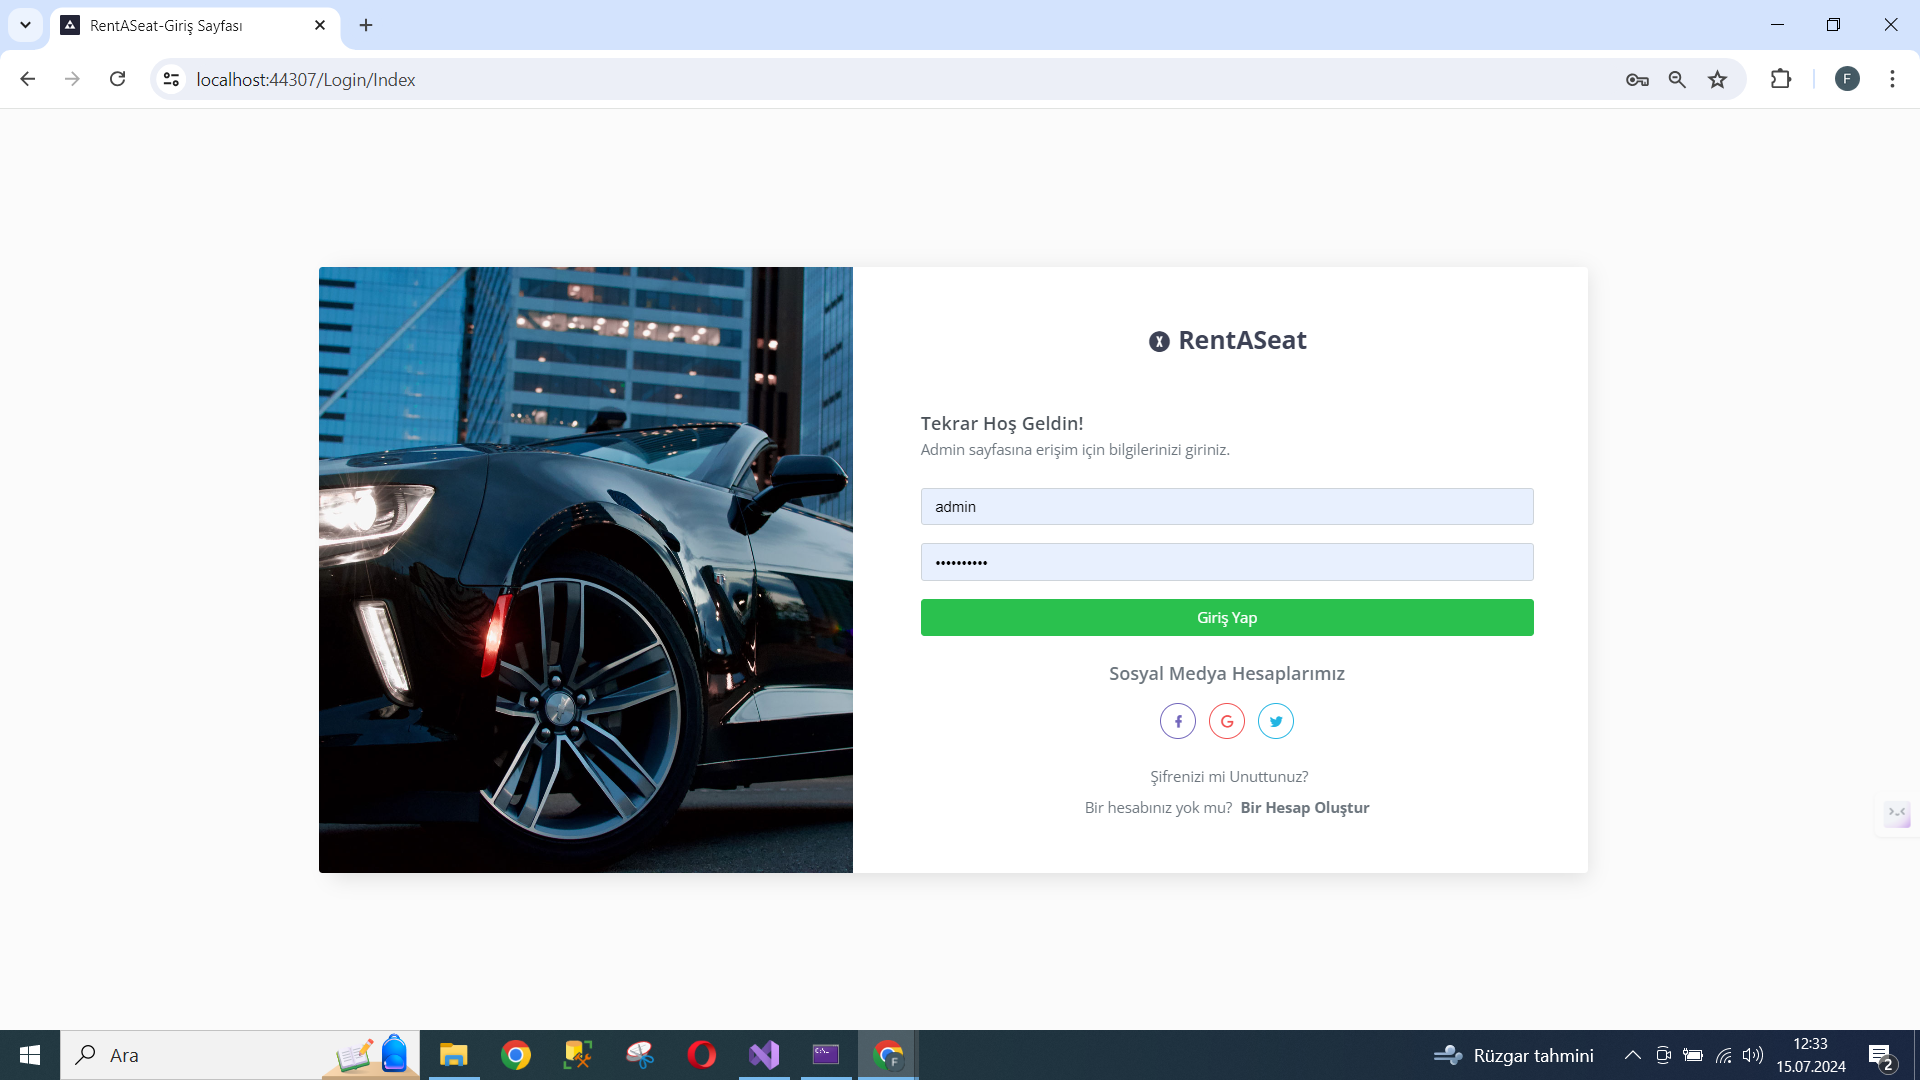 RentASeat-Giriş Sayfası
localhost:44307/Login/Index
F
RentASeat
Tekrar Hoş Geldin!
Admin sayfasına erişim için bilgilerinizi giriniz.
admin
••••••••••
Giriş Yap
Sosyal Medya Hesaplarımız
Şifrenizi mi Unuttunuz?
Bir hesabınız yok mu? Bir Hesap Oluştur
Ara
F
Rüzgar tahmini
12:33
15.07.2024
2